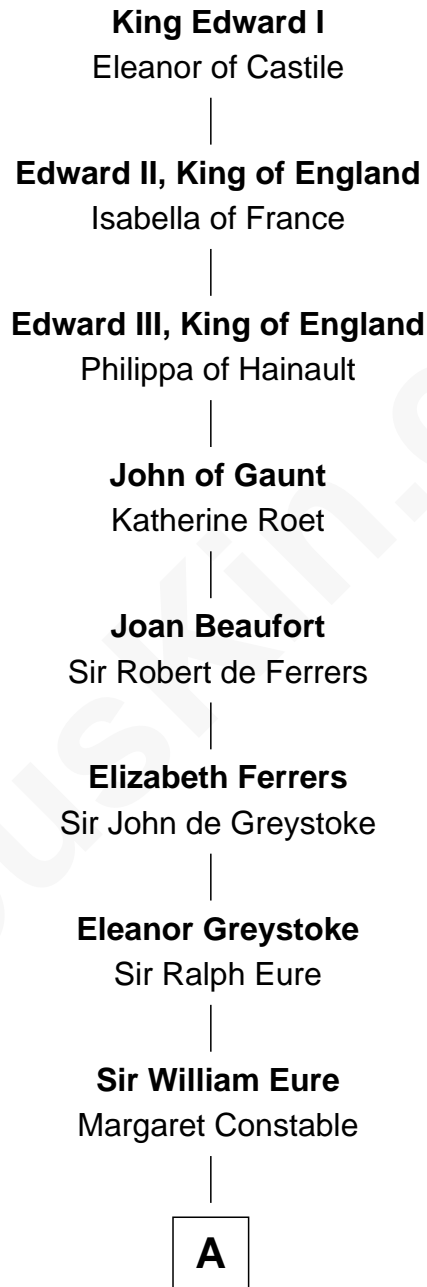 King Edward I
Eleanor of Castile
Edward II, King of England
Isabella of France
Edward III, King of England
Philippa of Hainault
John of Gaunt
Katherine Roet
Joan Beaufort
Sir Robert de Ferrers
Elizabeth Ferrers
Sir John de Greystoke
Eleanor Greystoke
Sir Ralph Eure
Sir William Eure
Margaret Constable
A